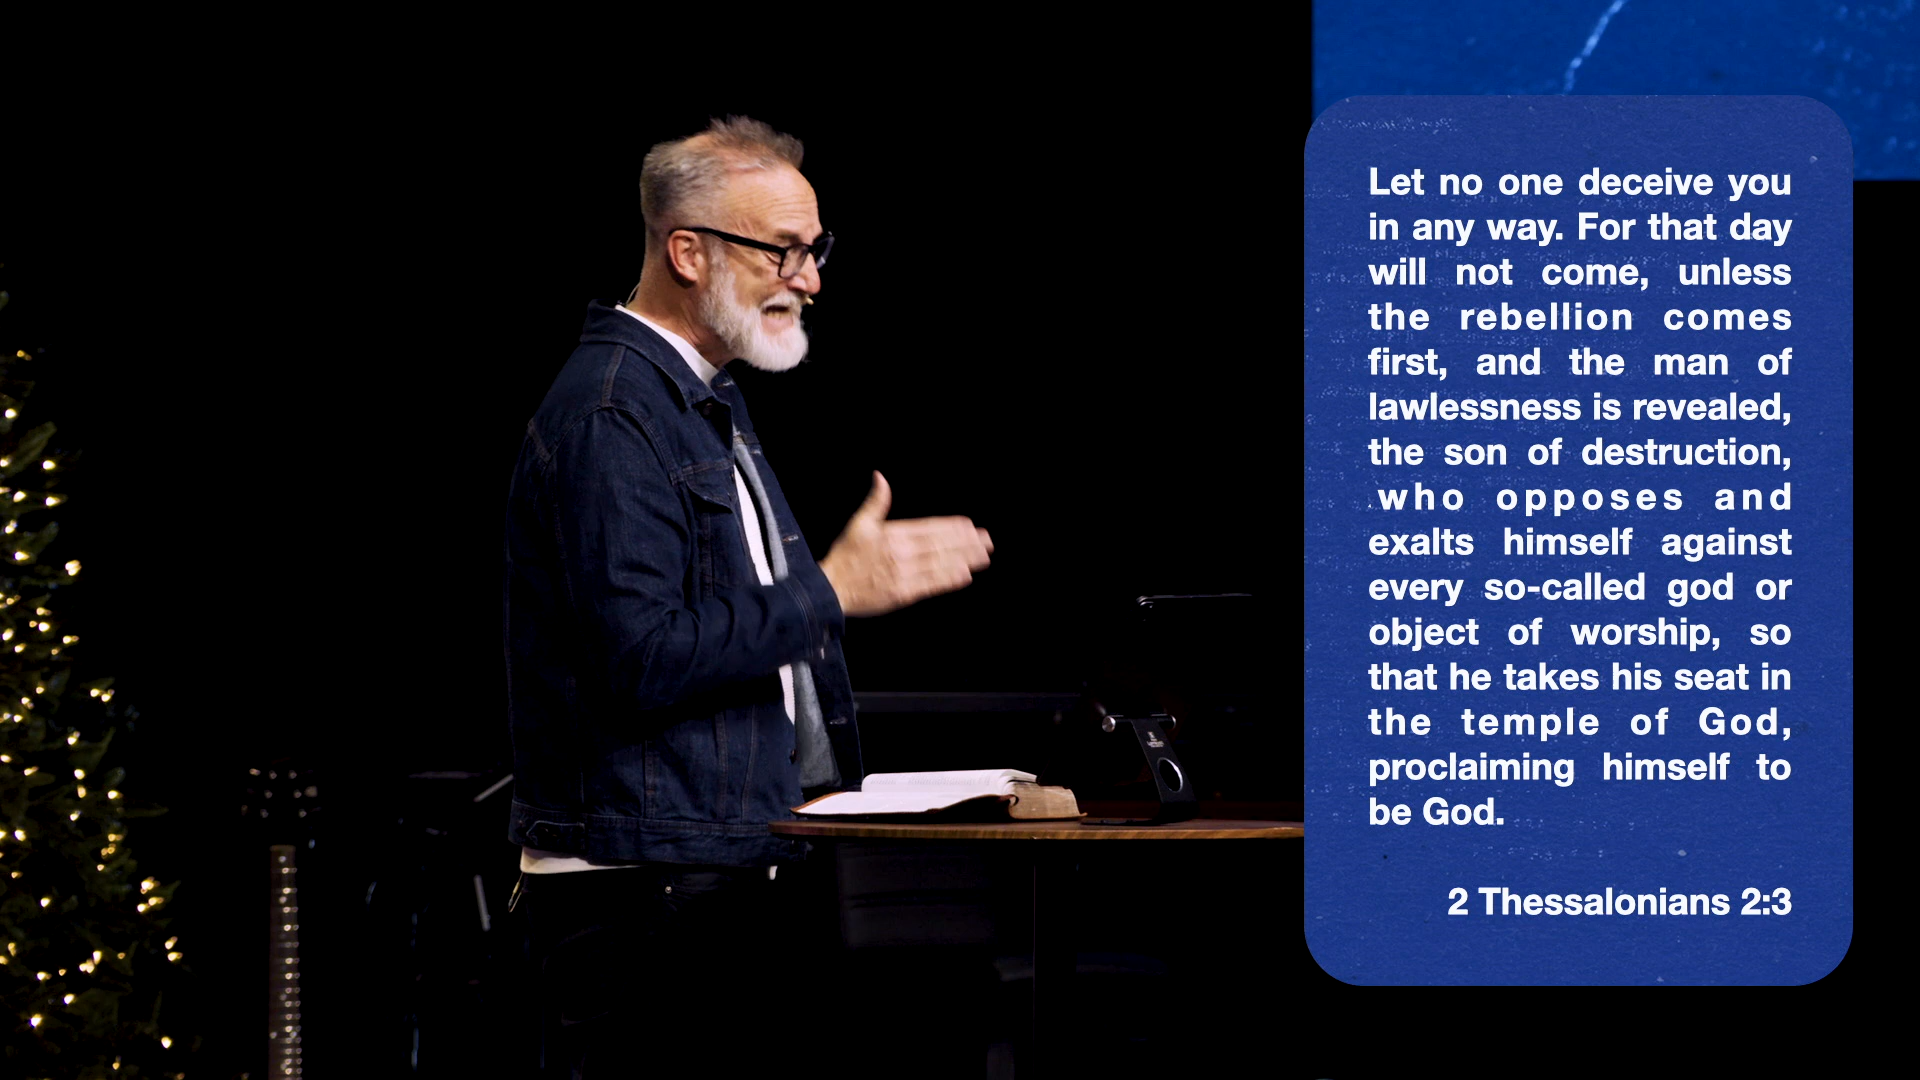 Let no one deceive you
in any way. For that day
will not come, unless
the rebellion comes
first, and the man of
lawlessness is revealed,
the son of destruction,
who opposes and
exalts himself against
every so-called god or
object of worship, so
that he takes his seat in
the temple of God,
proclaiming himself to
be God.
2 Thessalonians 2:3